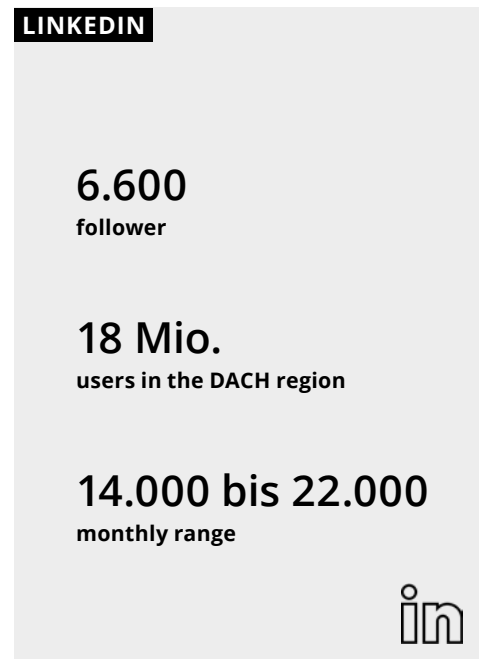 LINKEDIN
6.600
follower
18 Mio.
users in the DACH region
14.000 bis 22.000
monthly range
in